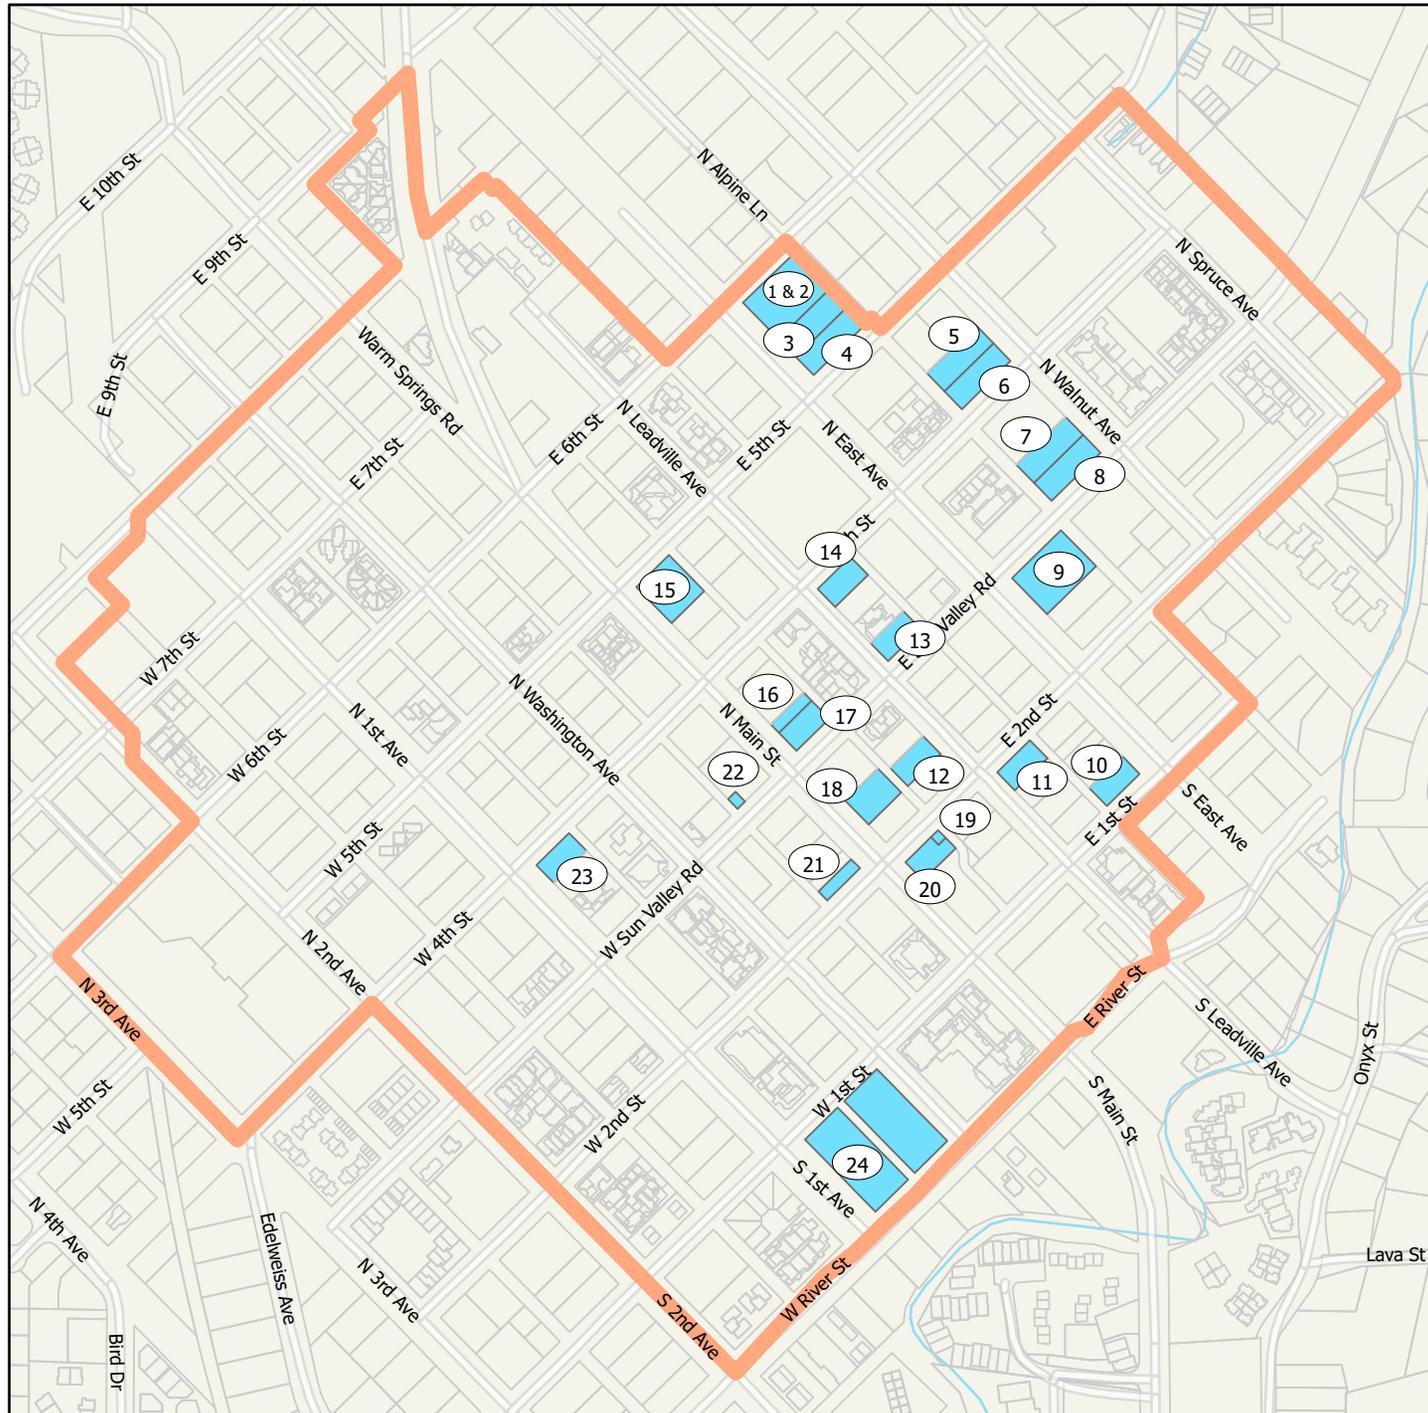 N Alpine Ln
E 10th St
E 9th St
N Spruce Ave
1 & 2
3
4
5
6
Warm Springs Rd
E 9th St
N Walnut Ave
E 7th St
E 6th St
N Leadville Ave
E 5th St
N East Ave
7
8
h St
14
15
9
13
E
Valley Rd
W 7th St
N 1st Ave
N Washington Ave
N Main St
16
17
E 2nd St
W 6th St
22
18
12
11
10
S East Ave
E 1st St
19
W 5th St
23
21
20
W Sun Valley Rd
W 4th St
N 2nd Ave
N 3rd Ave
E River St
S Leadville Ave
Onyx St
W 5th St
W 1st St
S Main St
W 2nd St
24
S 1st Ave
N 4th Ave
Edelweiss Ave
N 3rd Ave
Lava St
W River St
S 2nd Ave
Bird Dr